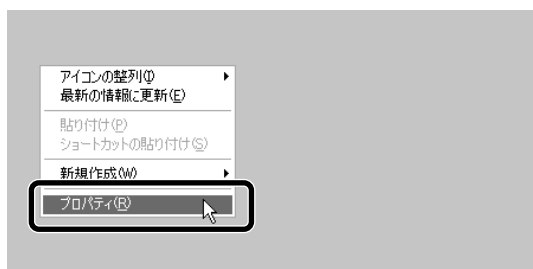 アイコンの整列(I)
最新の情報に更新(E)
貼り付け(P)
ショートカットの貼り付け(S)
新規作成(W)
プロパティ(R)